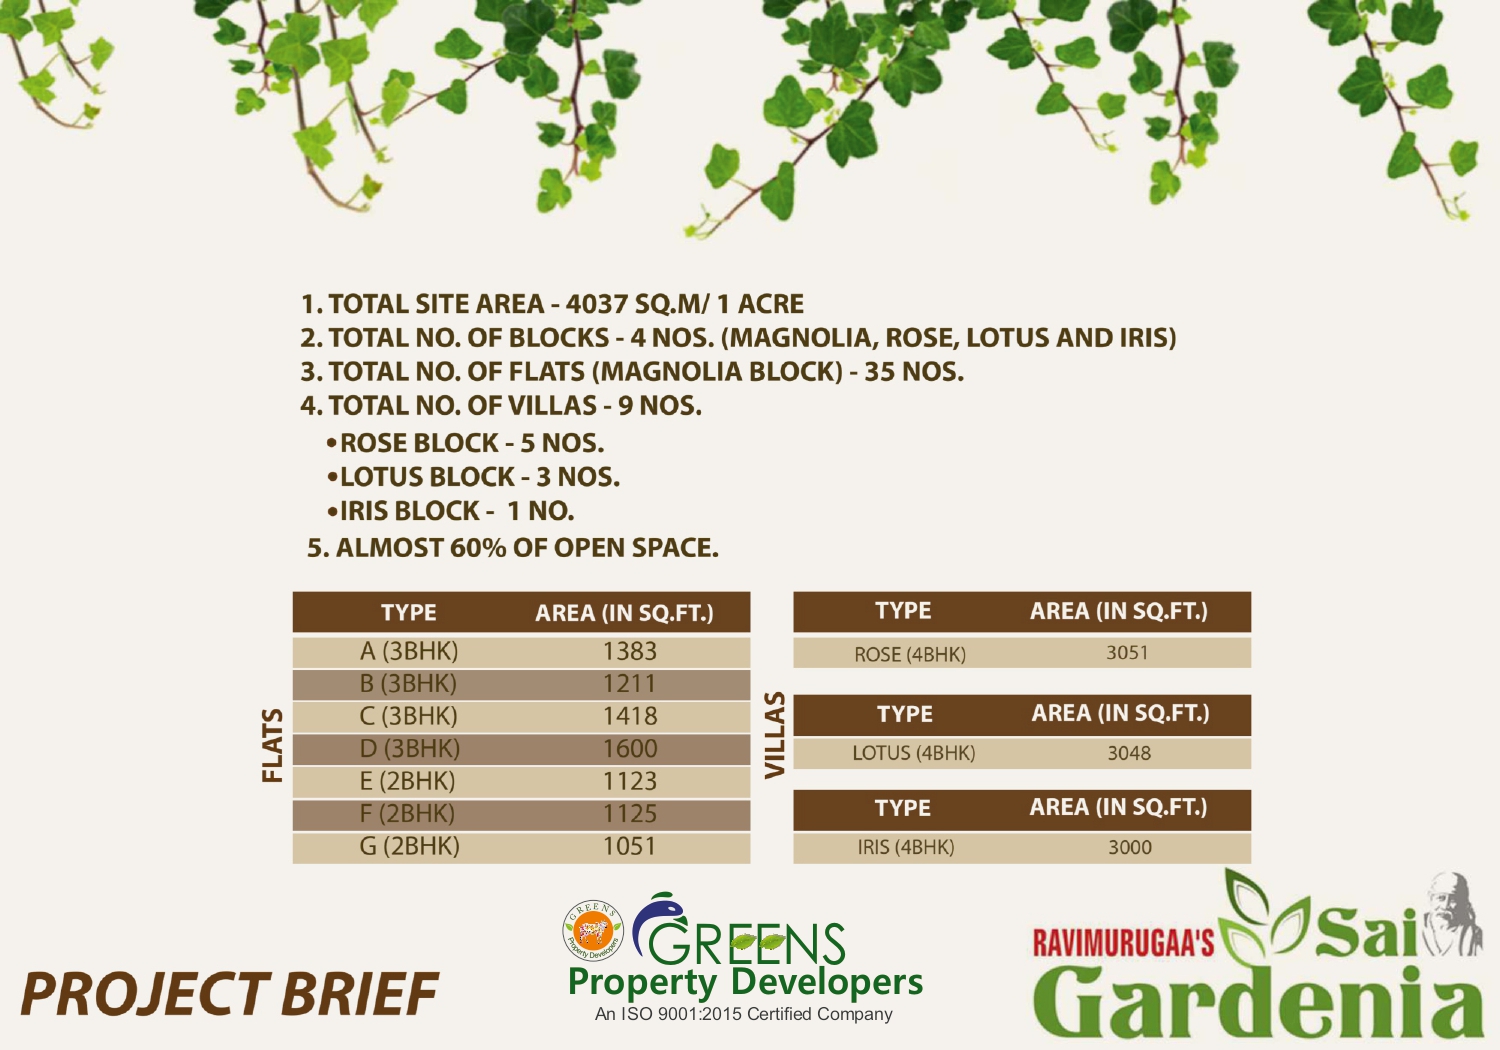 1. TOTAL SITE AREA - 4037 SQ.M/ 1 ACRE
2. TOTAL NO. OF BLOCKS - 4 NOS. (MAGNOLIA, ROSE, LOTUS AND IRIS)
3. TOTAL NO. OF FLATS (MAGNOLIA BLOCK) - 35 NOS.
4. TOTAL NO. OF VILLAS - 9 NOS.
•ROSE BLOCK - 5 NOS.
•LOTUS BLOCK - 3 NOS.
•IRIS BLOCK - 1 NO.
5. ALMOST 60% OF OPEN SPACE.
FLATS
TYPE AREA (IN SQ.FT.)
A (3BHK) 1383
B (3BHK) 1211
C (3BHK) 1418
D (3BHK) 1600
E (2BHK) 1123
F (2BHK) 1125
G (2BHK) 1051
VILLAS
TYPE AREA (IN SQ.FT.)
ROSE (4BHK) 3051
TYPE AREA (IN SQ.FT.)
LOTUS (4BHK) 3048
TYPE AREA (IN SQ.FT.)
IRIS (4BHK) 3000
PROJECT BRIEF
GREENS
Property Developers
GREENS
Property Developers
An ISO 9001:2015 Certified Company
RAVIMURUGAA'S Sai
Gardenia